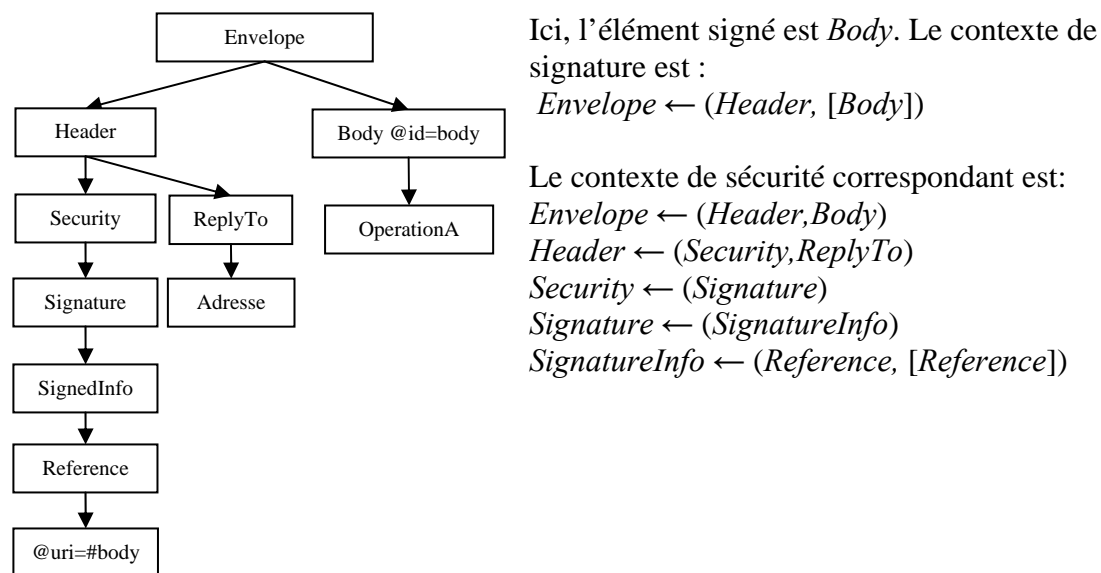 Envelope
Header
Body @id=body
Security
ReplyTo
OperationA
Signature
Adresse
SignedInfo
Reference
@uri=#body
Ici, l’élément signé est Body. Le contexte de
signature est :
Envelope ← (Header, [Body])
Le contexte de sécurité correspondant est:
Envelope ← (Header,Body)
Header ← (Security,ReplyTo)
Security ← (Signature)
Signature ← (SignatureInfo)
SignatureInfo ← (Reference, [Reference])